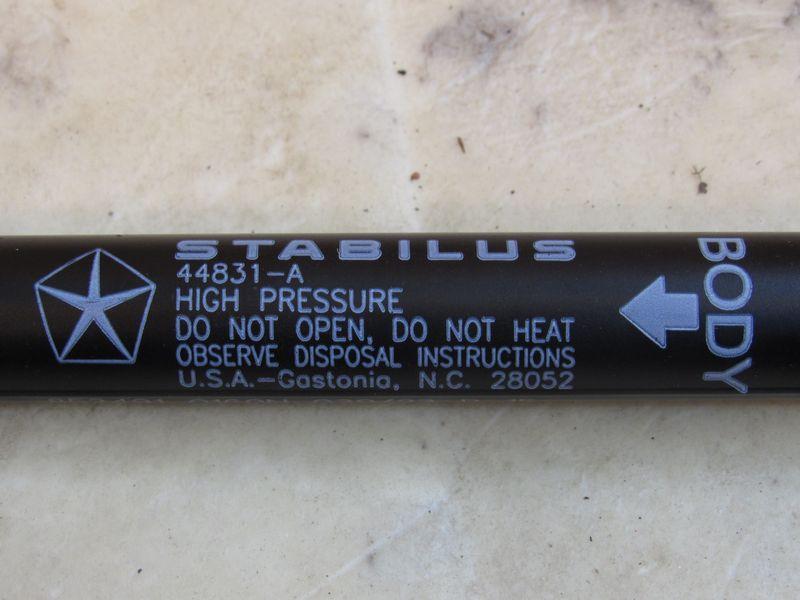 STABILUS
44831-A
HIGH PRESSURE
DO NOT OPEN, DO NOT HEAT
OBSERVE DISPOSAL INSTRUCTIONS
U.S.A.-Gastonia, N.C. 28052
BODY